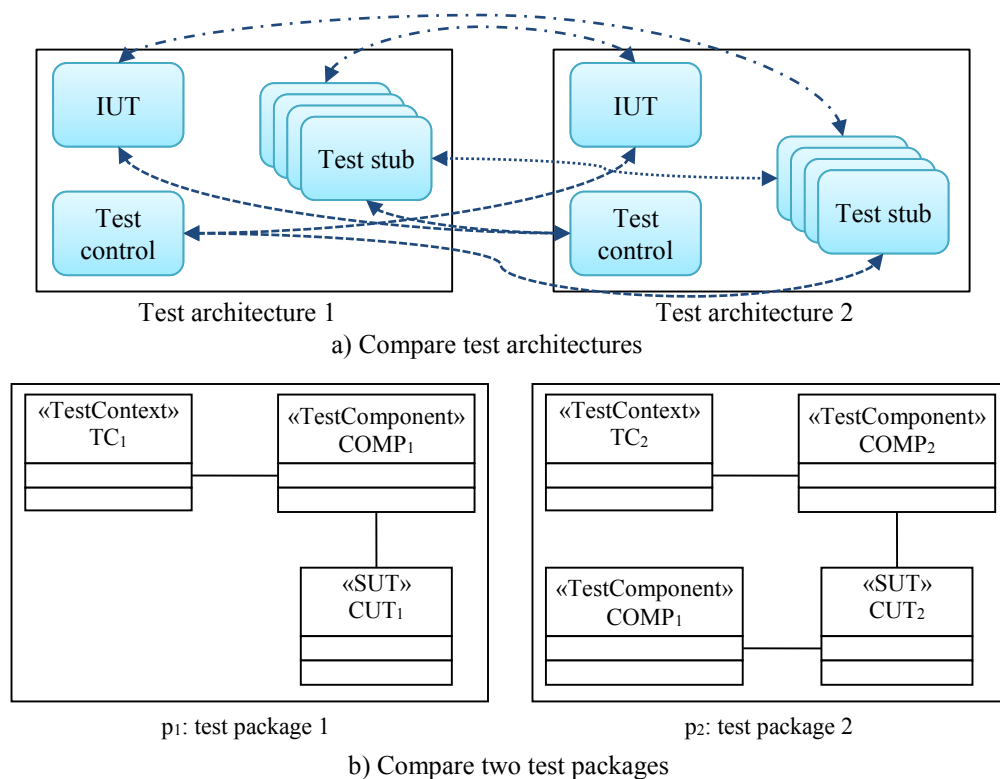 IUT
Test stub
Test
control
Test architecture 1
IUT
Test stub
Test
control
Test architecture 2
a) Compare test architectures
«TestContext»
TC₁
«TestComponent»
COMP₁
«SUT»
CUT₁
p₁: test package 1
«TestContext»
TC₂
«TestComponent»
COMP₂
«TestComponent»
COMP₁
«SUT»
CUT₂
p₂: test package 2
b) Compare two test packages